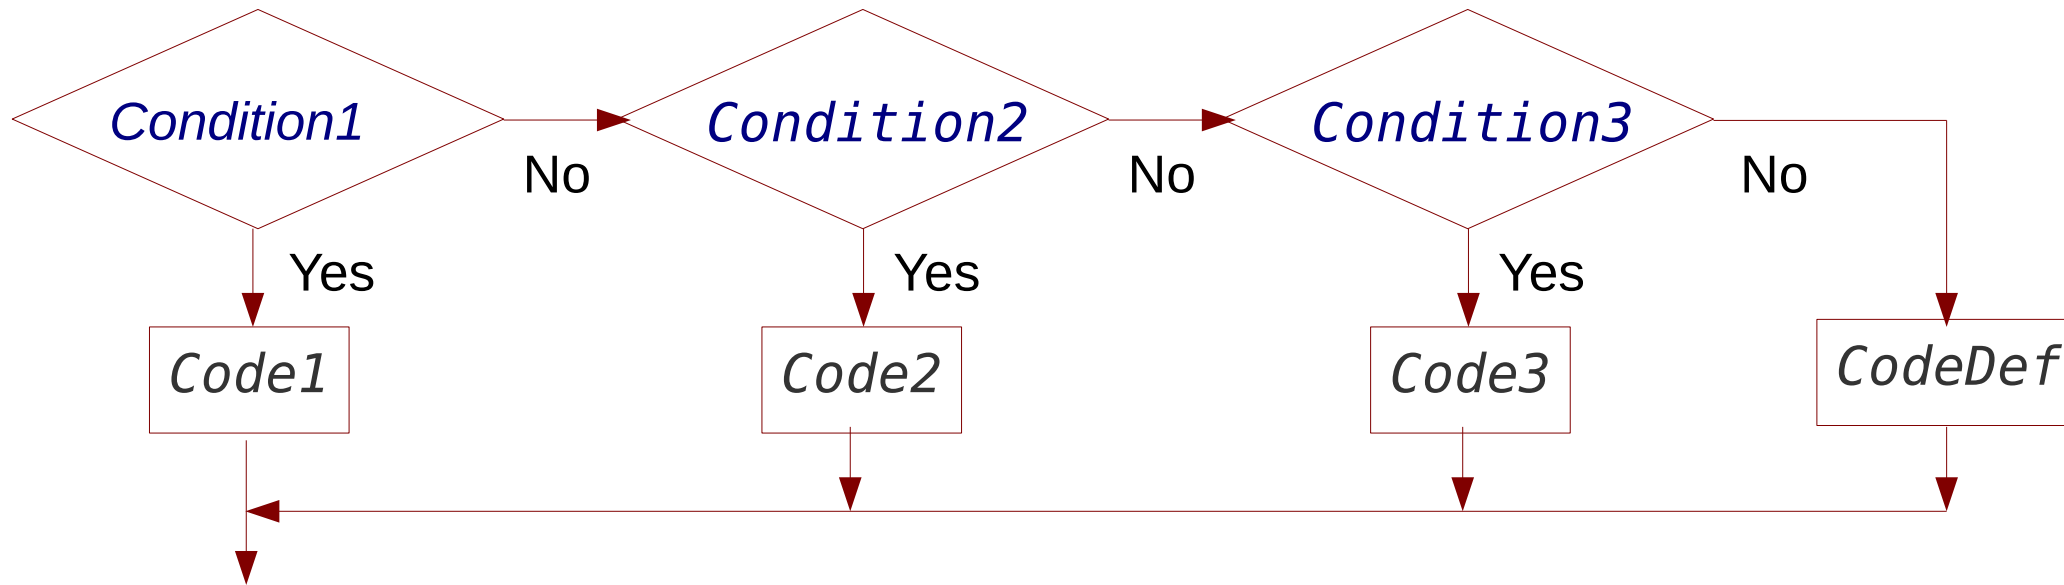 Condition1
Condition2
Condition3
No
No
No
Yes
Yes
Yes
Code1
Code2
Code3
CodeDef